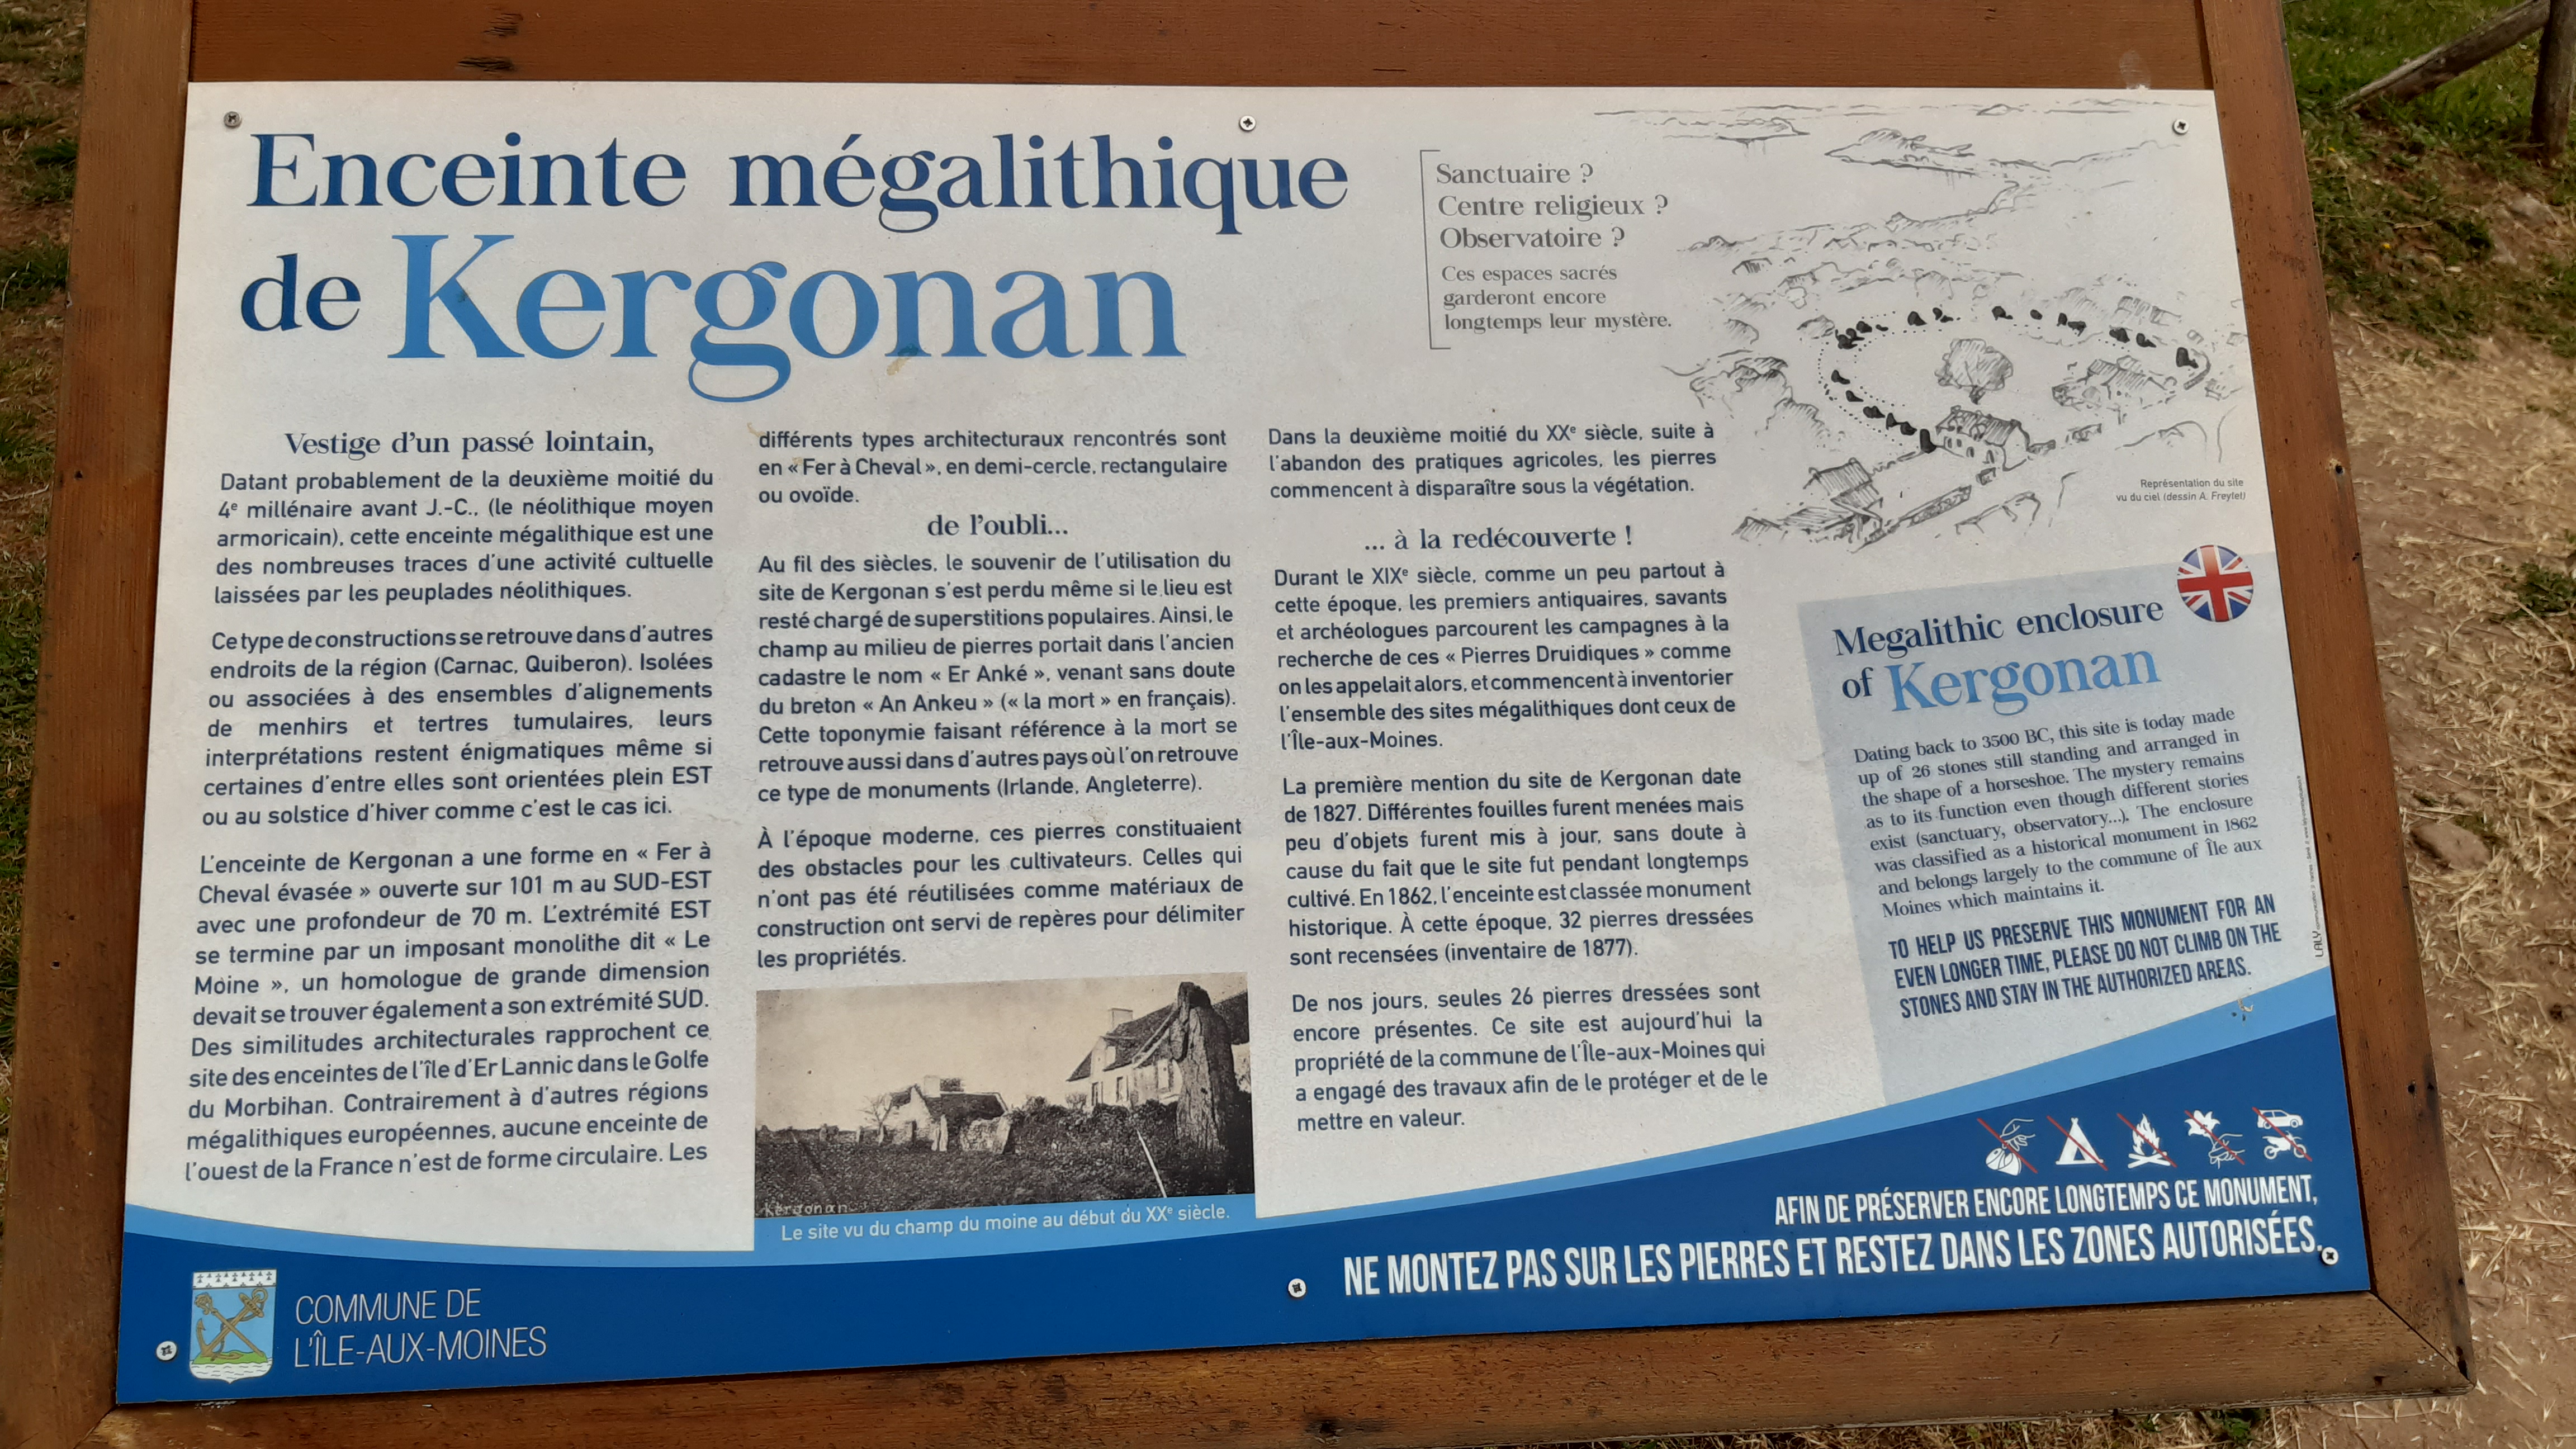 Enceinte mégalithique
de Kergonan
Sanctuaire ?
Centre religieux ?
Observatoire ?
Ces espaces sacrés
garderont encore
longtemps leur mystère.
Représentation du site
vu du ciel (dessin A. Freytet)
Vestige d'un passé lointain,
Datant probablement de la deuxième moitié du
4e millénaire avant J.-C., (le néolithique moyen
armoricain), cette enceinte mégalithique est une
des nombreuses traces d'une activité cultuelle
laissées par les peuplades néolithiques.
Ce type de constructions se retrouve dans d'autres
endroits de la région (Carnac, Quiberon). Isolées
ou associées à des ensembles d'alignements
de menhirs et tertres tumulaires, leurs
interprétations restent énigmatiques même si
certaines d'entre elles sont orientées plein EST
ou au solstice d'hiver comme c'est le cas ici.
L'enceinte de Kergonan a une forme en « Fer à
Cheval évasée » ouverte sur 101 m au SUD-EST
avec une profondeur de 70 m. L'extrémité EST
se termine par un imposant monolithe dit « Le
Moine », un homologue de grande dimension
devait se trouver également a son extrémité SUD.
Des similitudes architecturales rapprochent ce
site des enceintes de l'île d'Er Lannic dans le Golfe
du Morbihan. Contrairement à d'autres régions
mégalithiques européennes, aucune enceinte de
l'ouest de la France n'est de forme circulaire. Les
différents types architecturaux rencontrés sont
en « Fer à Cheval », en demi-cercle, rectangulaire
ou ovoïde.
de l'oubli...
Au fil des siècles, le souvenir de l'utilisation du
site de Kergonan s'est perdu même si le lieu est
resté chargé de superstitions populaires. Ainsi, le
champ au milieu de pierres portait dans l'ancien
cadastre le nom « Er Anké », venant sans doute
du breton « An Ankeu » (« la mort » en français).
Cette toponymie faisant référence à la mort se
retrouve aussi dans d'autres pays où l'on retrouve
ce type de monuments (Irlande, Angleterre).
À l'époque moderne, ces pierres constituaient
des obstacles pour les cultivateurs. Celles qui
n'ont pas été réutilisées comme matériaux de
construction ont servi de repères pour délimiter
les propriétés.
Kergonan
Le site vu du champ du moine au début du XXe siècle.
Dans la deuxième moitié du XXe siècle, suite à
l'abandon des pratiques agricoles, les pierres
commencent à disparaître sous la végétation.
... à la redécouverte !
Durant le XIXe siècle, comme un peu partout à
cette époque, les premiers antiquaires, savants
et archéologues parcourent les campagnes à la
recherche de ces « Pierres Druidiques » comme
on les appelait alors, et commencent à inventorier
l'ensemble des sites mégalithiques dont ceux de
l'Île-aux-Moines.
La première mention du site de Kergonan date
de 1827. Différentes fouilles furent menées mais
peu d'objets furent mis à jour, sans doute à
cause du fait que le site fut pendant longtemps
cultivé. En 1862, l'enceinte est classée monument
historique. À cette époque, 32 pierres dressées
sont recensées (inventaire de 1877).
De nos jours, seules 26 pierres dressées sont
encore présentes. Ce site est aujourd'hui la
propriété de la commune de l'Île-aux-Moines qui
a engagé des travaux afin de le protéger et de le
mettre en valeur.
Megalithic enclosure
of Kergonan
Dating back to 3500 BC, this site is today made
up of 26 stones still standing and arranged in
the shape of a horseshoe. The mystery remains
as to its function even though different stories
exist (sanctuary, observatory...). The enclosure
was classified as a historical monument in 1862
and belongs largely to the commune of Île aux
Moines which maintains it.
TO HELP US PRESERVE THIS MONUMENT FOR AN
EVEN LONGER TIME, PLEASE DO NOT CLIMB ON THE
STONES AND STAY IN THE AUTHORIZED AREAS.
LALY
AFIN DE PRÉSERVER ENCORE LONGTEMPS CE MONUMENT,
NE MONTEZ PAS SUR LES PIERRES ET RESTEZ DANS LES ZONES AUTORISÉES.
COMMUNE DE
L'ÎLE-AUX-MOINES